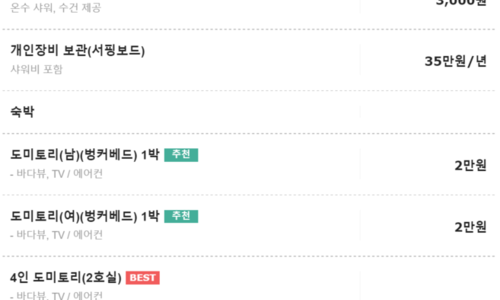 온수 샤워, 수건 제공
3,000원
개인장비 보관(서핑보드)
샤워비 포함
35만원/년
숙박
도미토리(남)(벙커베드) 1박 추천
- 바다뷰, TV / 에어컨
2만원
도미토리(여)(벙커베드) 1박 추천
- 바다뷰, TV / 에어컨
2만원
4인 도미토리(2호실) BEST
- 바다뷰, TV / 에어컨